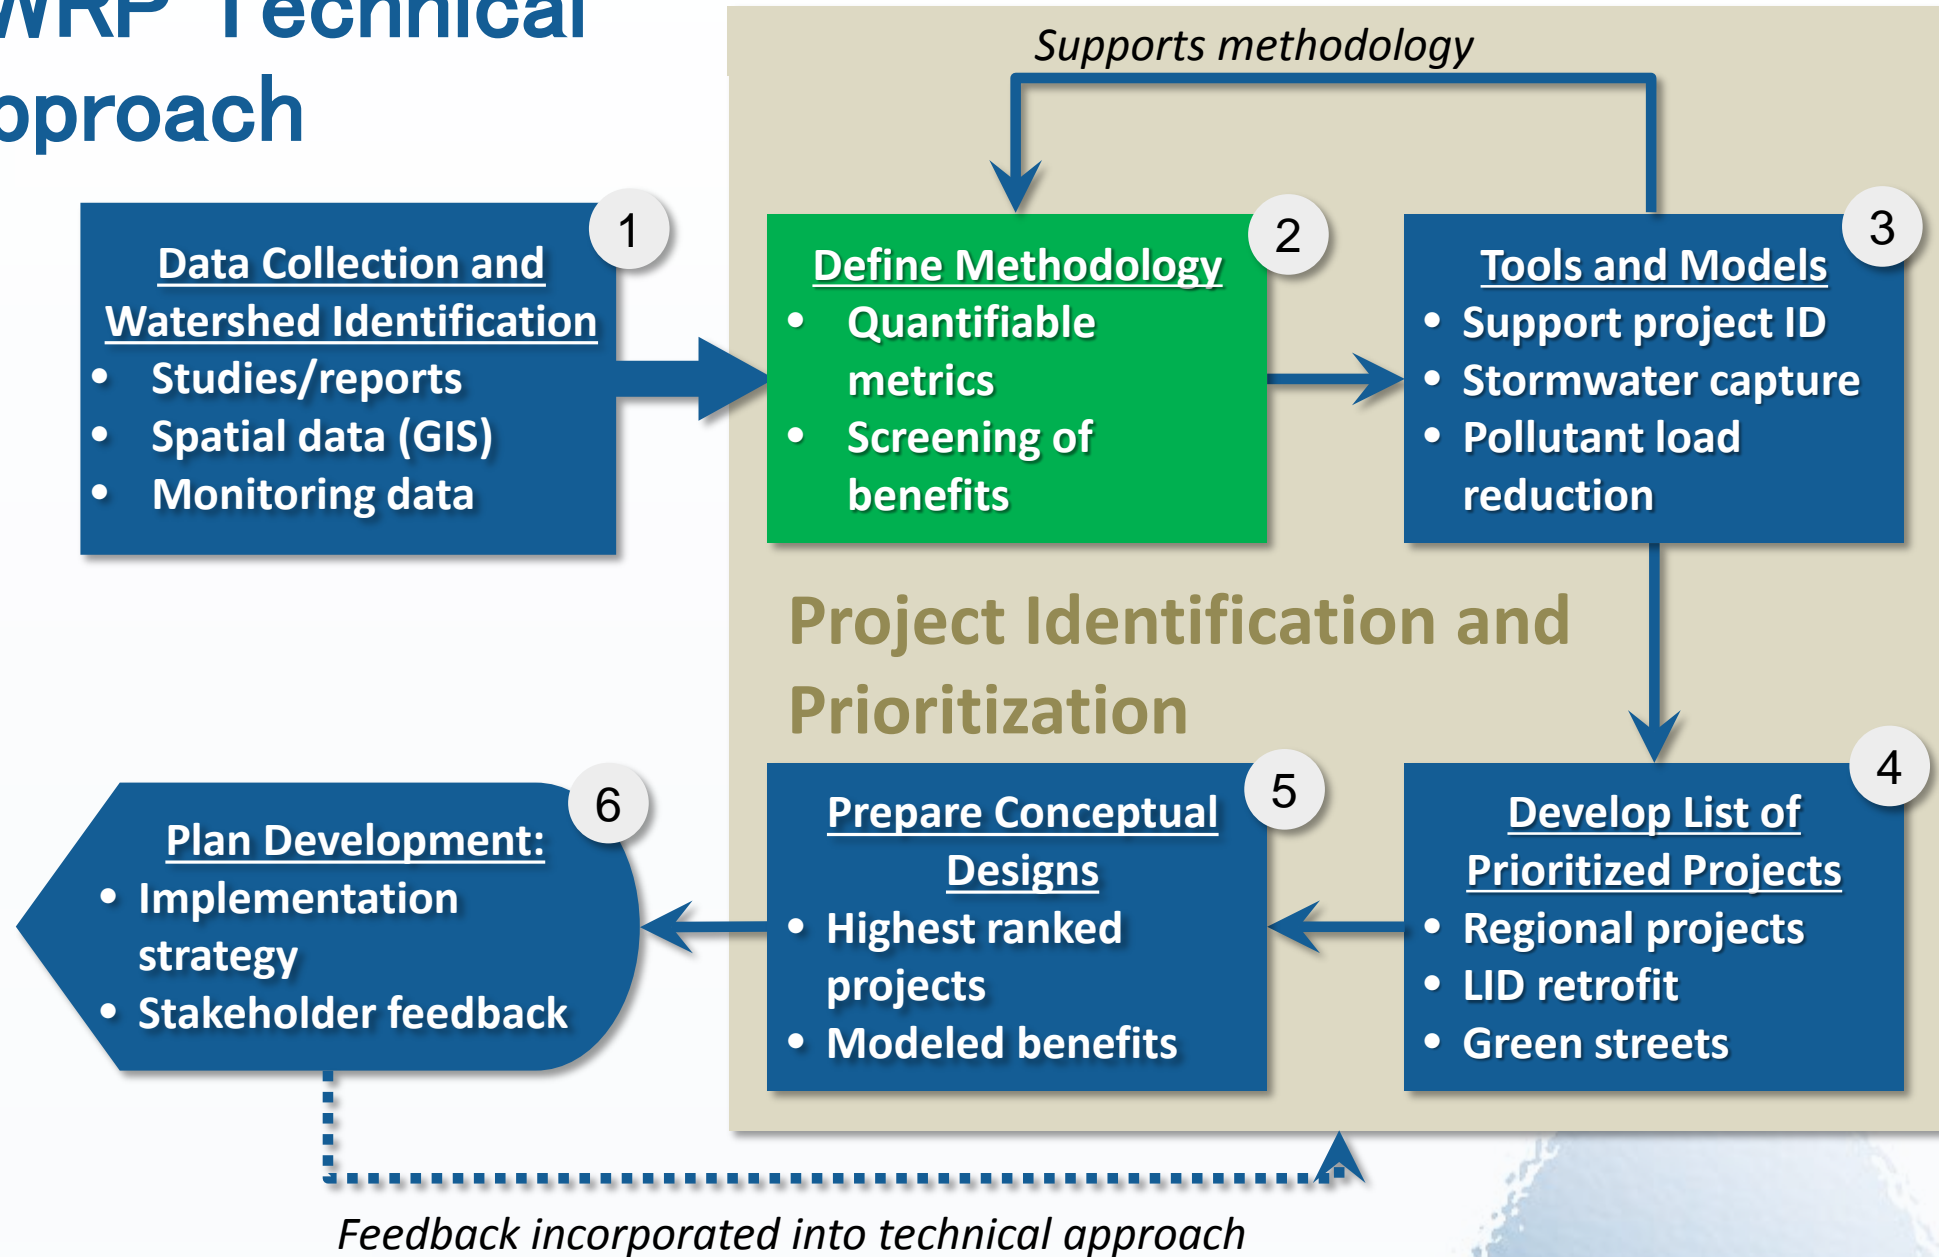 WRP Technical
pproach
Supports methodology
1
Data Collection and
Watershed Identification
• Studies/reports
• Spatial data (GIS)
• Monitoring data
2
Define Methodology
• Quantifiable
metrics
• Screening of
benefits
3
Tools and Models
• Support project ID
• Stormwater capture
• Pollutant load
reduction
Project Identification and
Prioritization
4
Develop List of
Prioritized Projects
• Regional projects
• LID retrofit
• Green streets
5
Prepare Conceptual
Designs
• Highest ranked
projects
• Modeled benefits
6
Plan Development:
• Implementation
strategy
• Stakeholder feedback
Feedback incorporated into technical approach